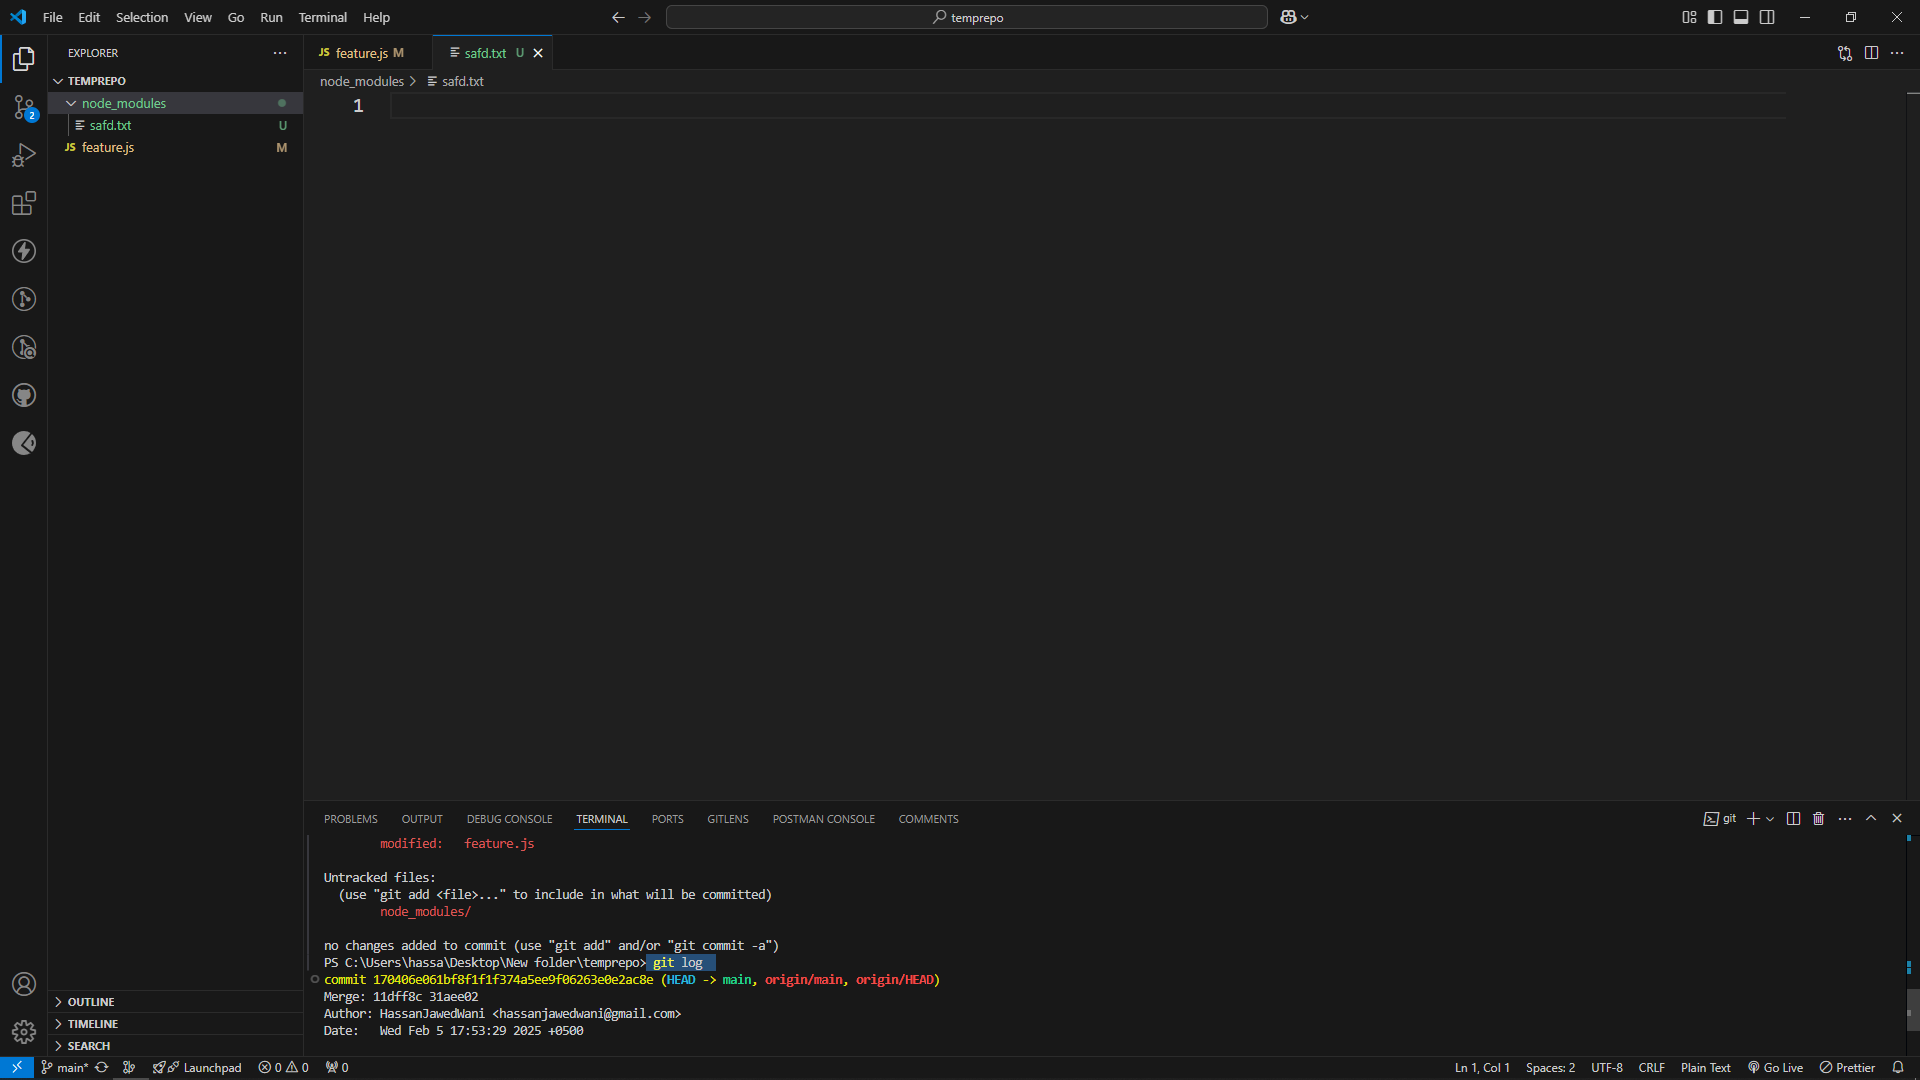 File Edit Selection View Go Run Terminal Help
temprepo
EXPLORER
TEMPREPO
node_modules
safd.txt U
JS feature.js M
2
OUTLINE
TIMELINE
SEARCH
JS feature.js M
safd.txt U
node_modules > safd.txt
1
PROBLEMS OUTPUT DEBUG CONSOLE TERMINAL PORTS GITLENS POSTMAN CONSOLE COMMENTS
git
modified: feature.js
Untracked files:
(use "git add <file>..." to include in what will be committed)
node_modules/
no changes added to commit (use "git add" and/or "git commit -a")
PS C:\Users\hassa\Desktop\New folder\temprepo> git log
commit 170406e061bf8f1f1f374a5ee9f06263e0e2ac8e (HEAD -> main, origin/main, origin/HEAD)
Merge: 11dff8c 31aee02
Author: HassanJawedWani <hassanjawedwani@gmail.com>
Date: Wed Feb 5 17:53:29 2025 +0500
main* Launchpad 0 0 0
Ln 1, Col 1 Spaces: 2 UTF-8 CRLF Plain Text Go Live Prettier